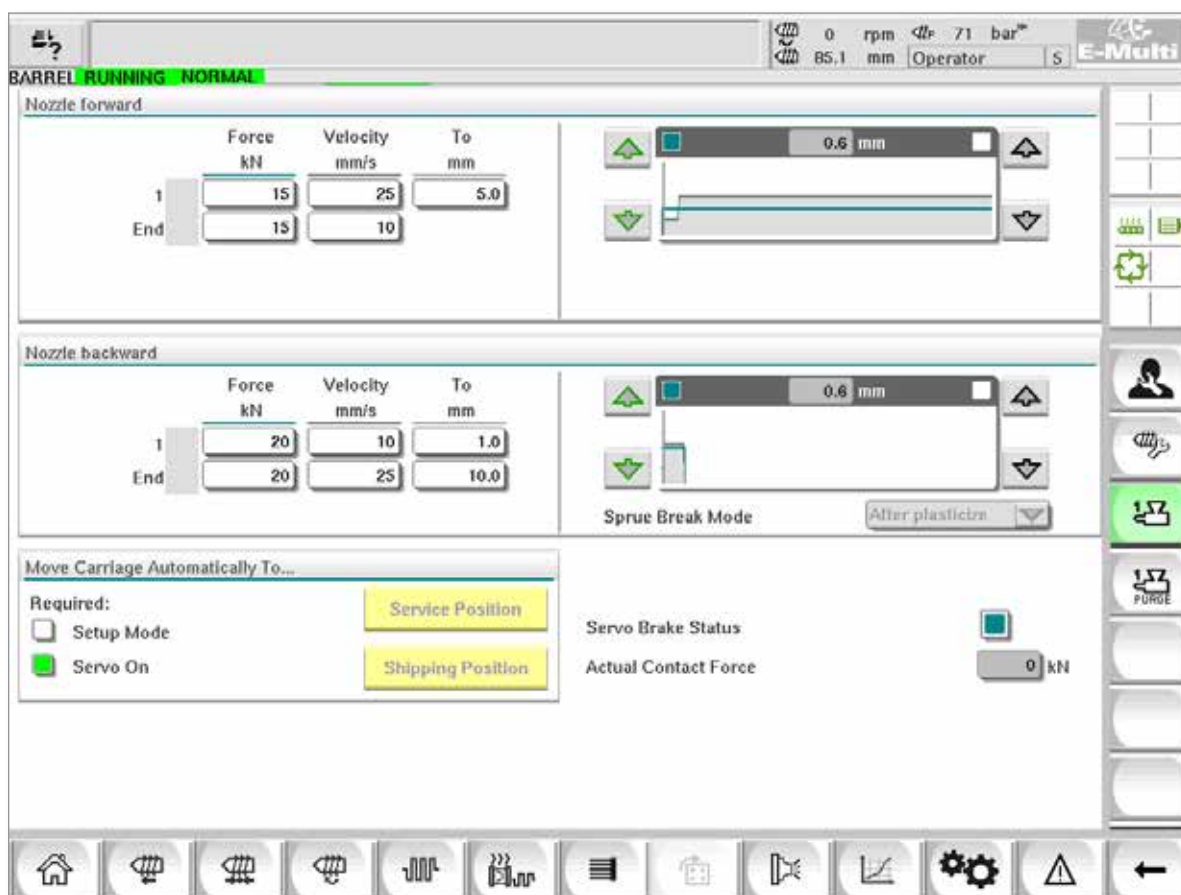 0 rpm 71 bar
85.1 mm Operator S
E-Multi
BARREL RUNNING NORMAL
Nozzle forward
Force Velocity To
kN mm/s mm
1 15 25 5.0
End 15 10
0.6 mm
Nozzle backward
Force Velocity To
kN mm/s mm
1 20 10 1.0
End 20 25 10.0
0.6 mm
Sprue Break Mode After plasticize
Move Carriage Automatically To...
Required:
Setup Mode
Servo On
Service Position
Shipping Position
Servo Brake Status
Actual Contact Force 0 kN
PURGE